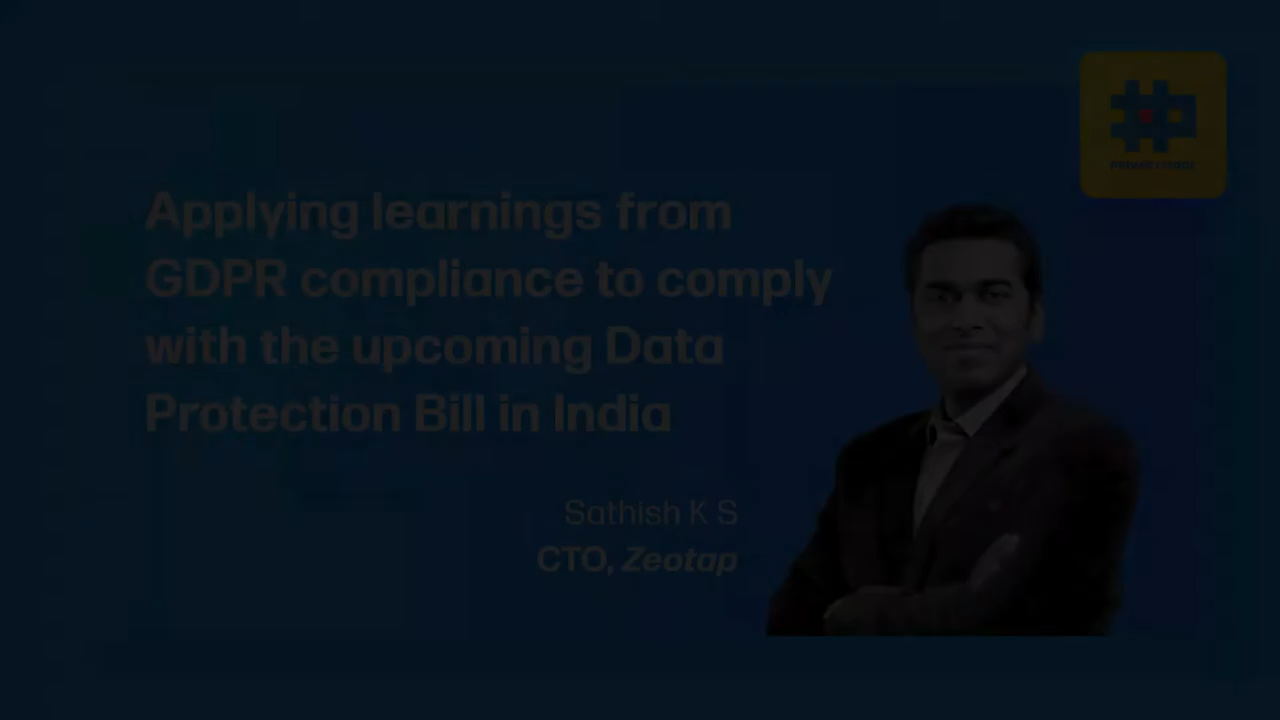 Applying learnings from
GDPR compliance to comply
with the upcoming Data
Protection Bill in India
Sathish K S
CTO, Zeotap